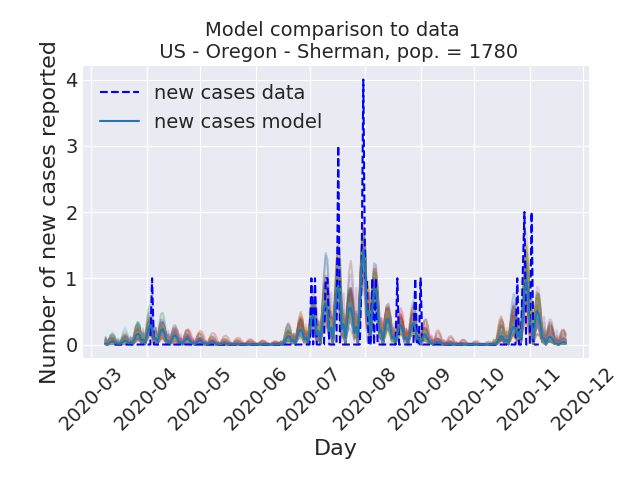 Model comparison to data
US - Oregon - Sherman, pop. = 1780
Number of new cases reported
4
3
2
1
0
new cases data
new cases model
2020-03
2020-04
2020-05
2020-06
2020-07
2020-08
2020-09
2020-10
2020-11
2020-12
Day